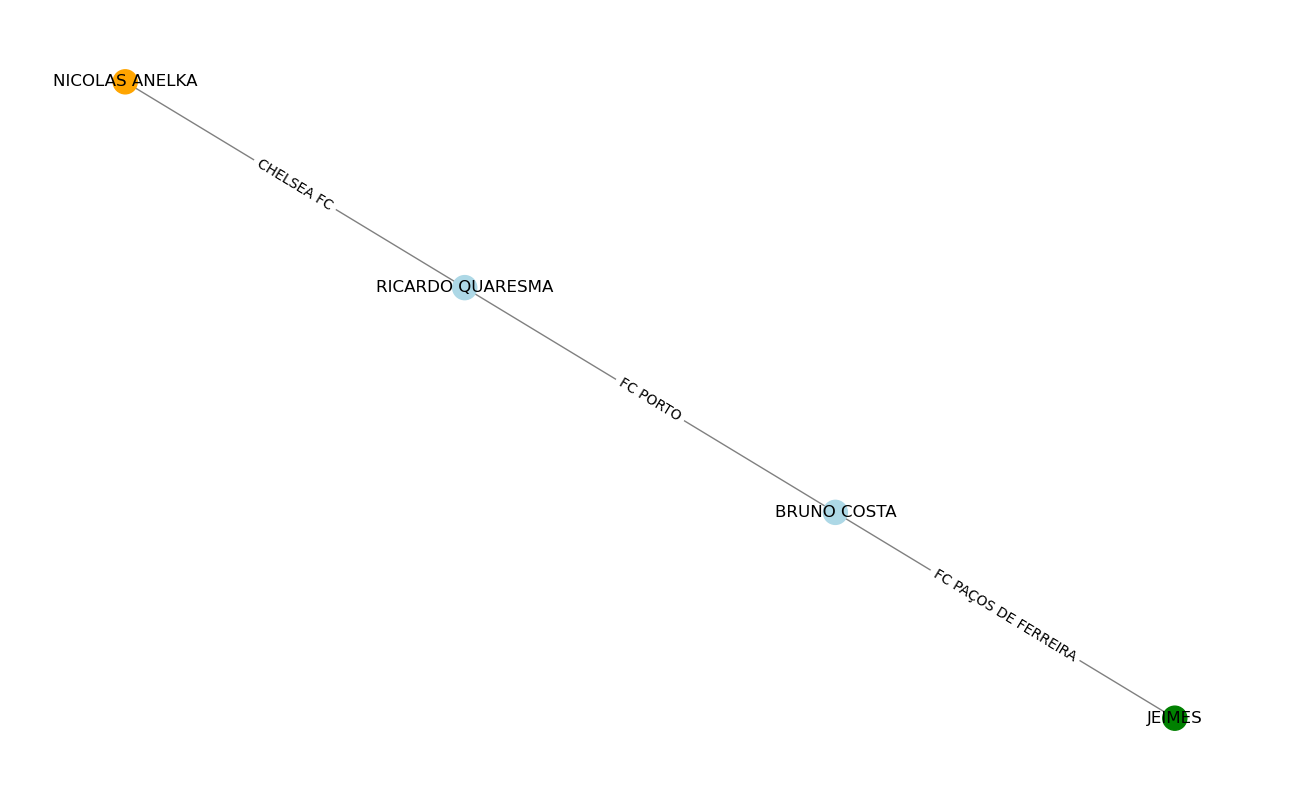 NICOLAS ANELKA
CHELSEA FC
RICARDO QUARESMA
FC PORTO
BRUNO COSTA
FC PAÇOS DE FERREIRA
JEIMES